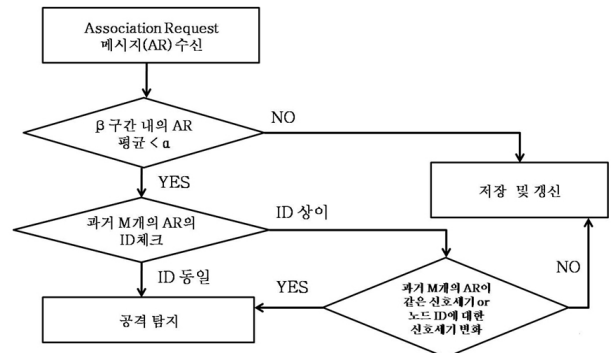 Association Request
메시지(AR) 수신
β 구간 내의 AR
평균 < α
NO
YES
저장 및 갱신
과거 M개의 AR의
ID체크
ID 상이
ID 동일
NO
YES
과거 M개의 AR이
같은 신호세기 or
노드 ID에 대한
신호세기 변화
공격 탐지